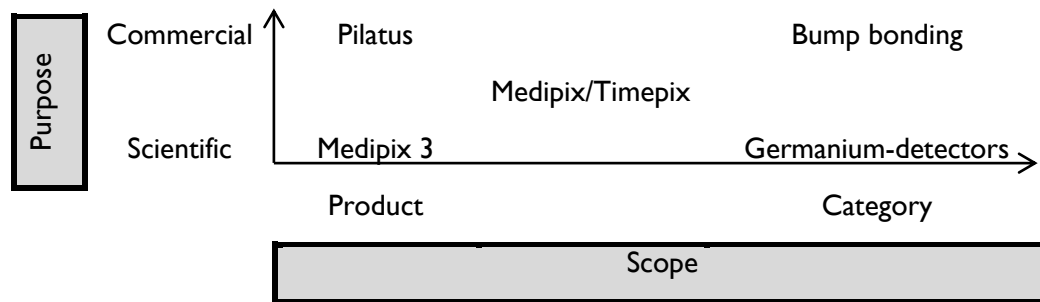 Purpose
Commercial Pilatus Bump bonding
Medipix/Timepix
Scientific Medipix 3 Germanium-detectors
Product Category
Scope